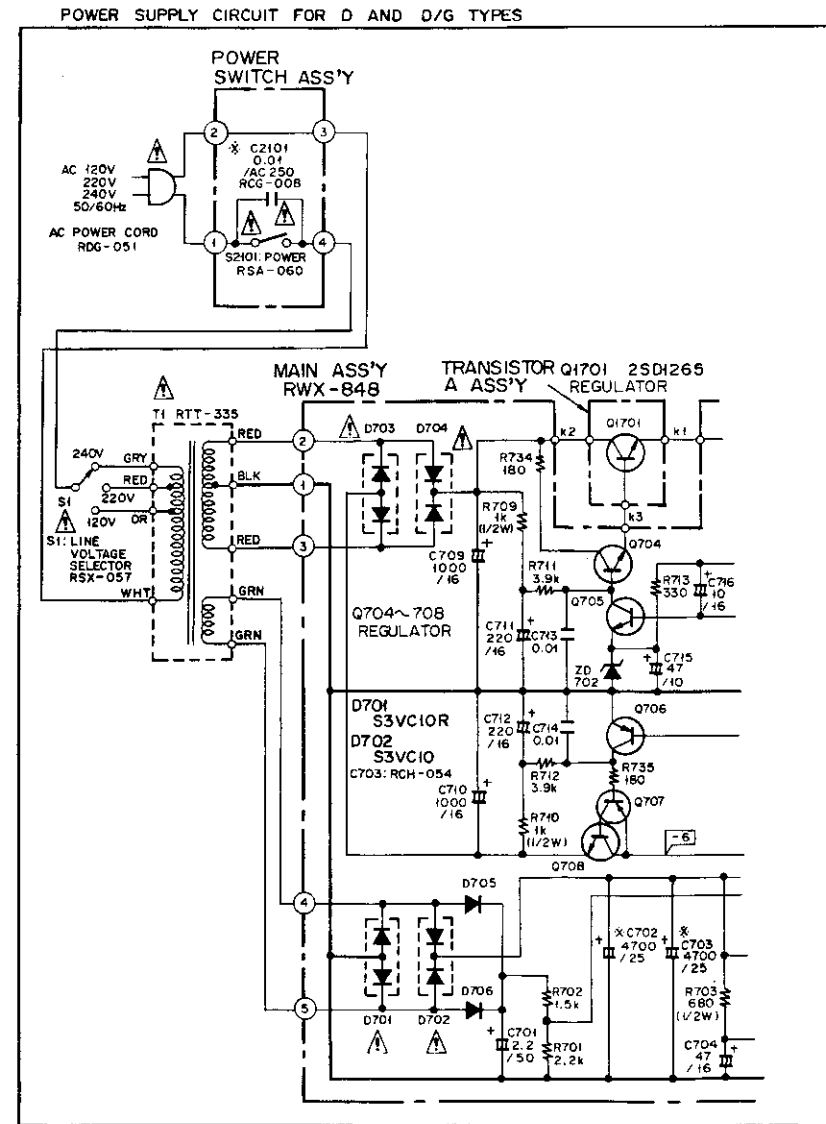 POWER SUPPLY CIRCUIT FOR D AND D/G TYPES
POWER
SWITCH ASS'Y
2
3
※ C2101
0.01
/AC 250
RCG-008
AC 120V
220V
240V
50/60Hz
AC POWER CORD
RDG-051
1
4
S2101: POWER
RSA-060
MAIN ASS'Y
RWX-848
TRANSISTOR
A ASS'Y
Q1701 2SD1265
REGULATOR
T1 RTT-335
RED
2
D703
D704
k2
Q1701
k1
R734
180
240V
GRY
RED
220V
S1
120V
OR
BLK
1
k3
R709
1k
(1/2W)
Q704
S1: LINE
VOLTAGE
SELECTOR
RSX-057
RED
3
C709
1000
/16
R711
3.9k
R713
330
C716
10
/16
WHT
GRN
Q704~708
REGULATOR
Q705
C711
220
/16
C713
0.01
GRN
ZD
702
C715
47
/10
D701
S3VC10R
D702
S3VC10
C703: RCH-054
C712
220
/16
C714
0.01
Q706
C710
1000
/16
R712
3.9k
R735
180
R710
1k
(1/2W)
Q707
-6
Q708
D705
4
※C702
4700
/25
※
C703
4700
/25
D706
R702
1.5k
R703
680
(1/2W)
5
D701
D702
C701
2.2
/50
R701
2.2k
C704
47
/16